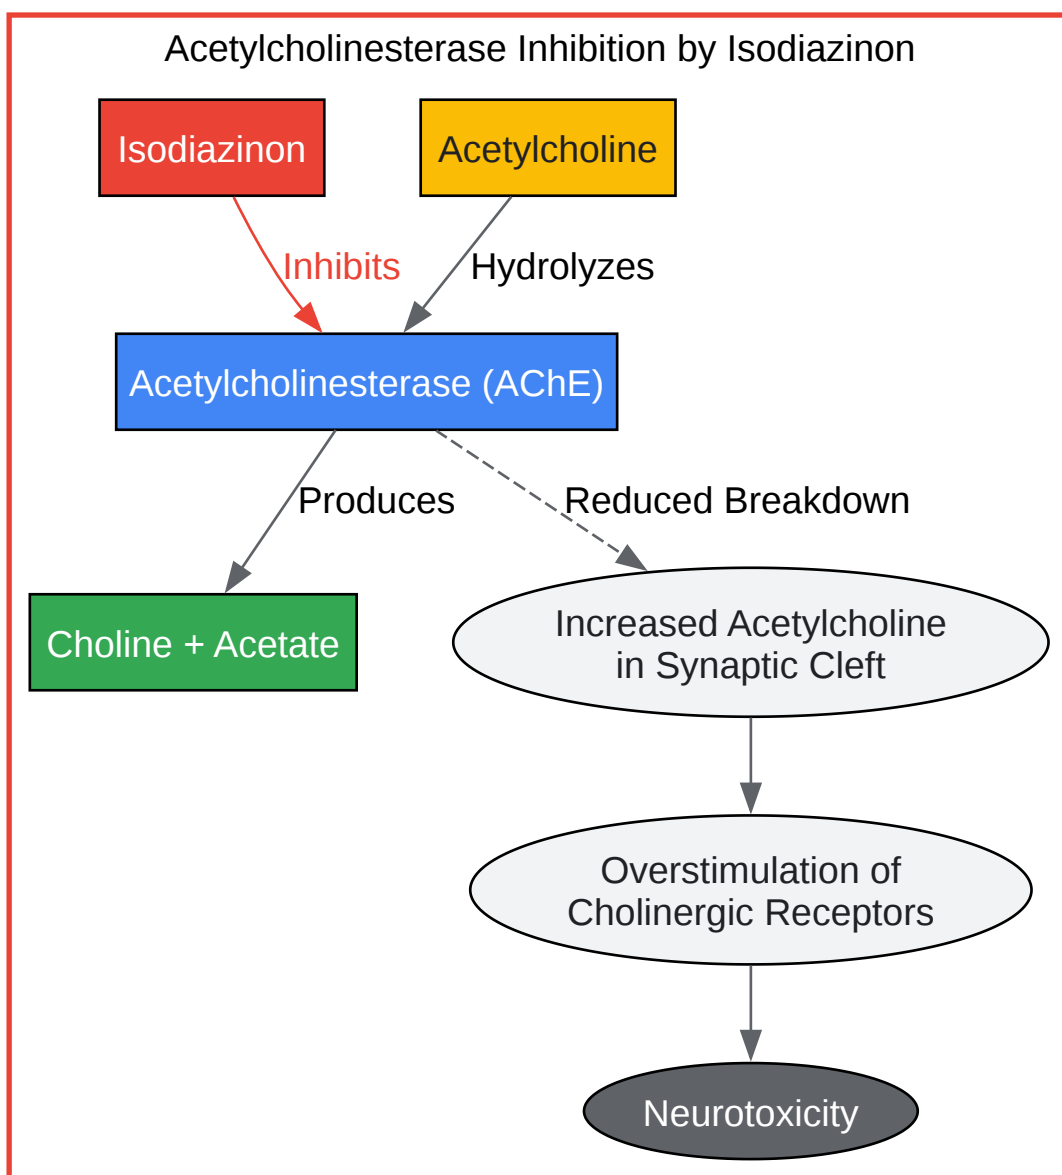 Acetylcholinesterase Inhibition by Isodiazinon
Isodiazinon
Acetylcholine
Inhibits
Hydrolyzes
Acetylcholinesterase (AChE)
Produces
Reduced Breakdown
Choline + Acetate
Increased Acetylcholine
in Synaptic Cleft
Overstimulation of
Cholinergic Receptors
Neurotoxicity